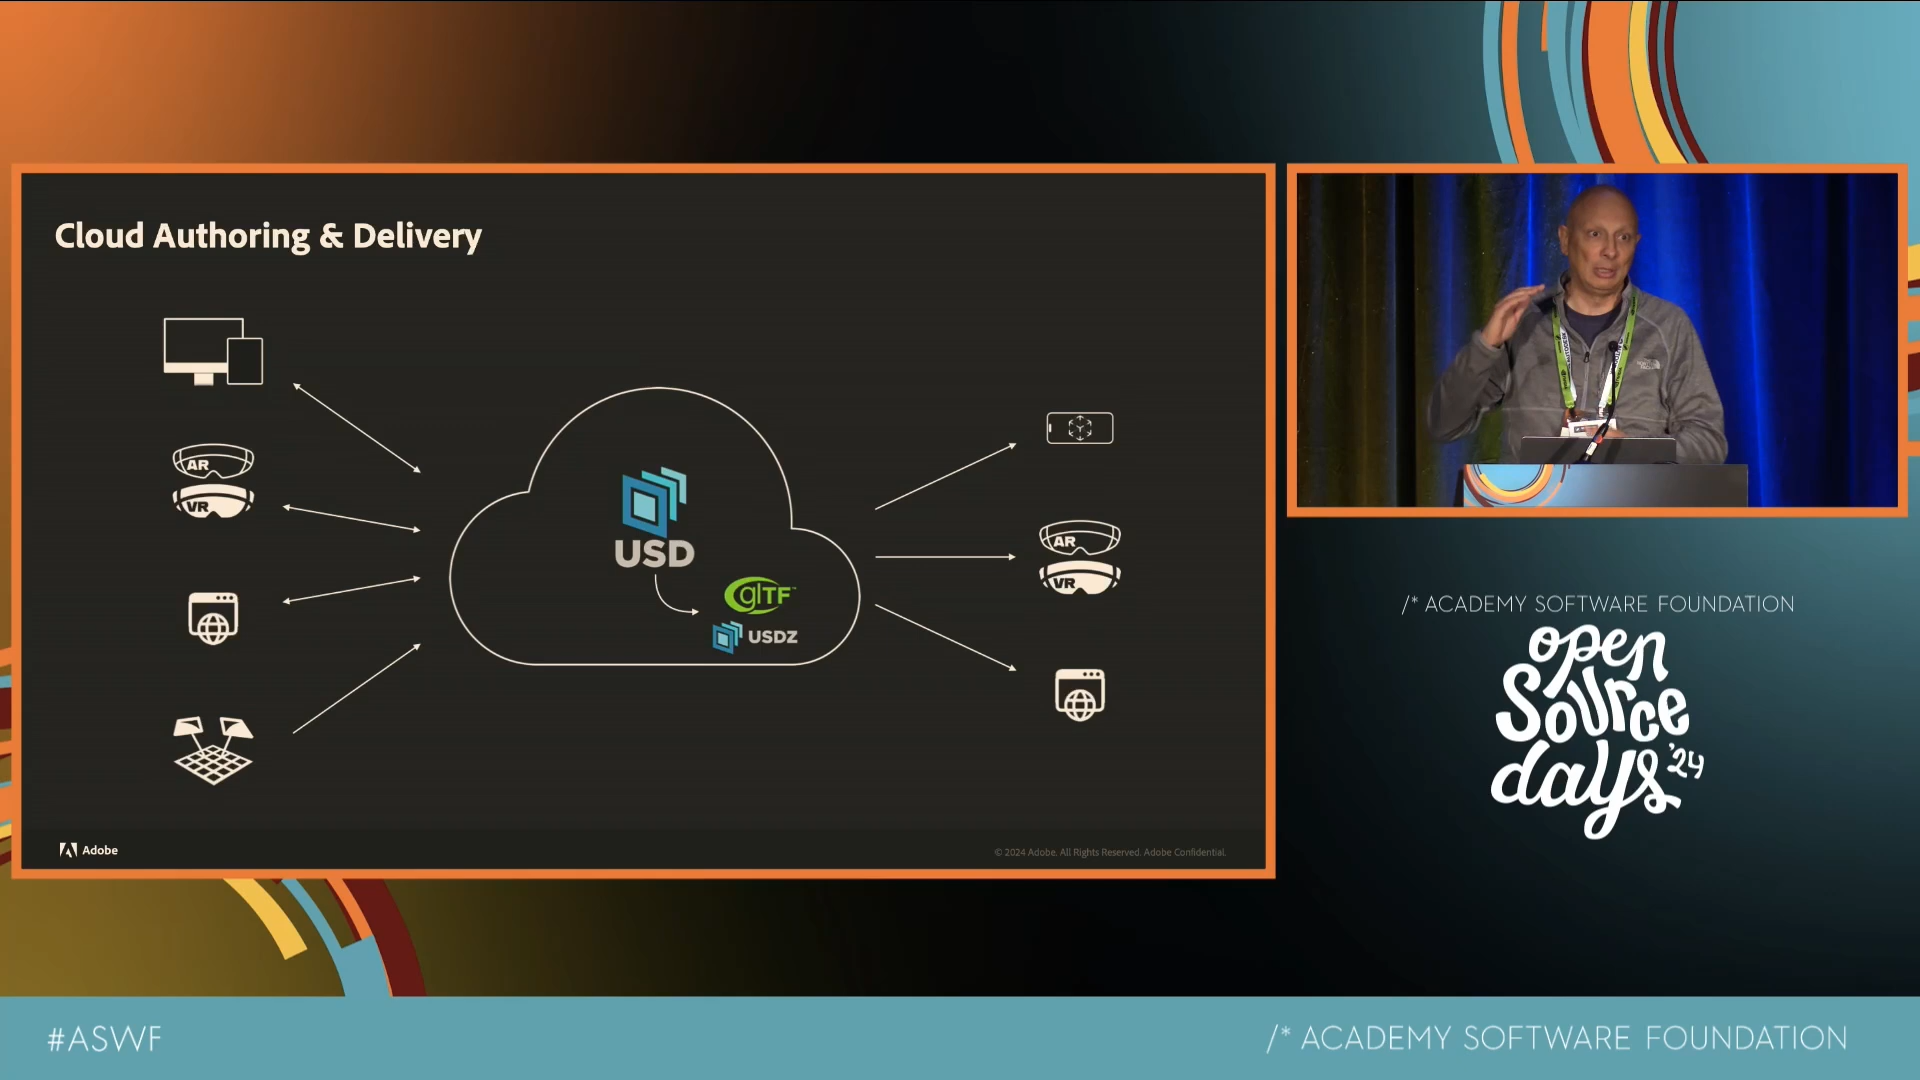 Cloud Authoring & Delivery
AR
VR
USD
glTF™
USDZ
AR
VR
Adobe
© 2024 Adobe. All Rights Reserved. Adobe Confidential.
/* ACADEMY SOFTWARE FOUNDATION
open
Source
days '24
#ASWF
/* ACADEMY SOFTWARE FOUNDATION